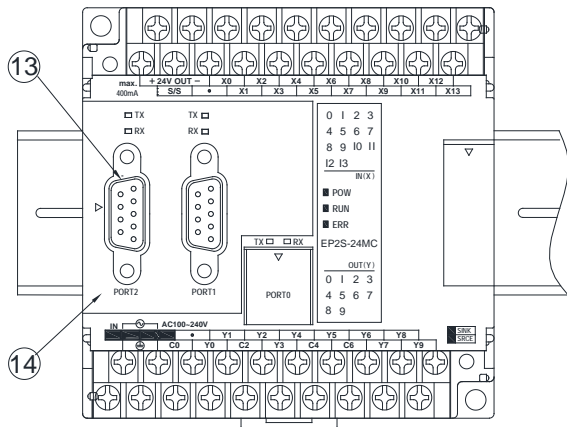 13
max. + 24V OUT – X0 X2 X4 X6 X8 X10 X12
400mA S/S • X1 X3 X5 X7 X9 X11 X13
TX TX
RX RX
0 1 2 3
4 5 6 7
8 9 10 11
12 13
IN(X)
POW
RUN
ERR
EP2S-24MC
TX RX
OUT(Y)
0 1 2 3
4 5 6 7
8 9
PORT2 PORT1 PORT0
14
IN AC100~240V • Y1 Y2 Y4 Y5 Y6 Y8
C0 Y0 C2 Y3 C4 C6 Y7 Y9
SINK
SRCE